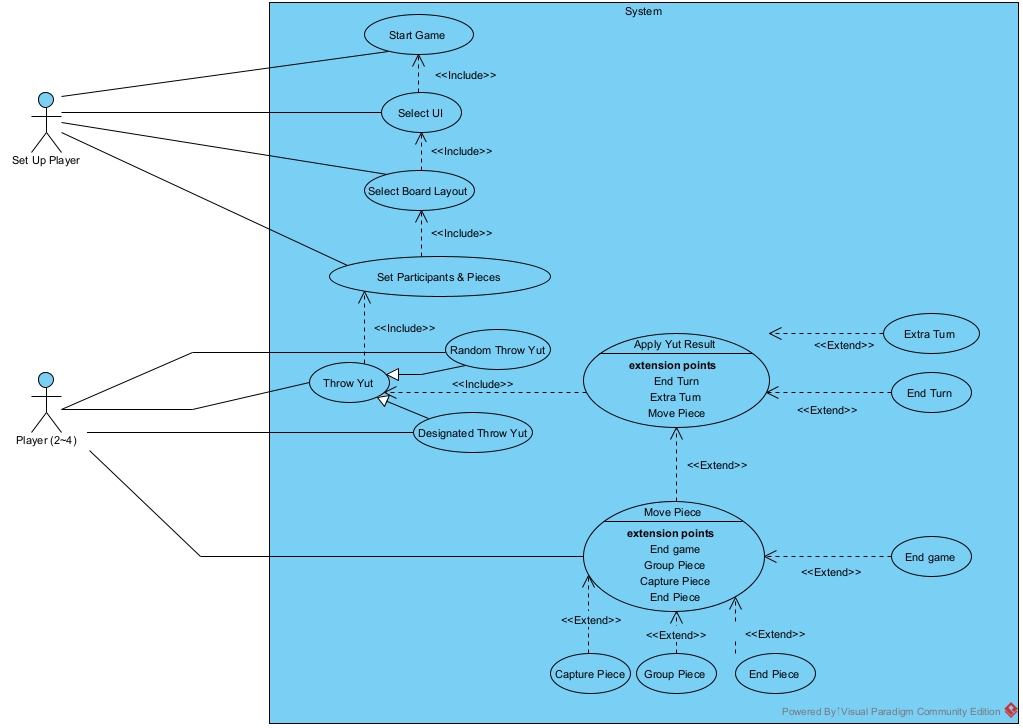 System
Start Game
<<Include>>
Select UI
Set Up Player
<<Include>>
Select Board Layout
<<Include>>
Set Participants & Pieces
<<Include>>
Random Throw Yut
Throw Yut
<<Include>>
Designated Throw Yut
Player (2~4)
Apply Yut Result
extension points
End Turn
Extra Turn
Move Piece
Extra Turn
<<Extend>>
End Turn
<<Extend>>
<<Extend>>
Move Piece
extension points
End game
Group Piece
Capture Piece
End Piece
End game
<<Extend>>
<<Extend>>
<<Extend>>
<<Extend>>
Capture Piece
Group Piece
End Piece
Powered By Visual Paradigm Community Edition